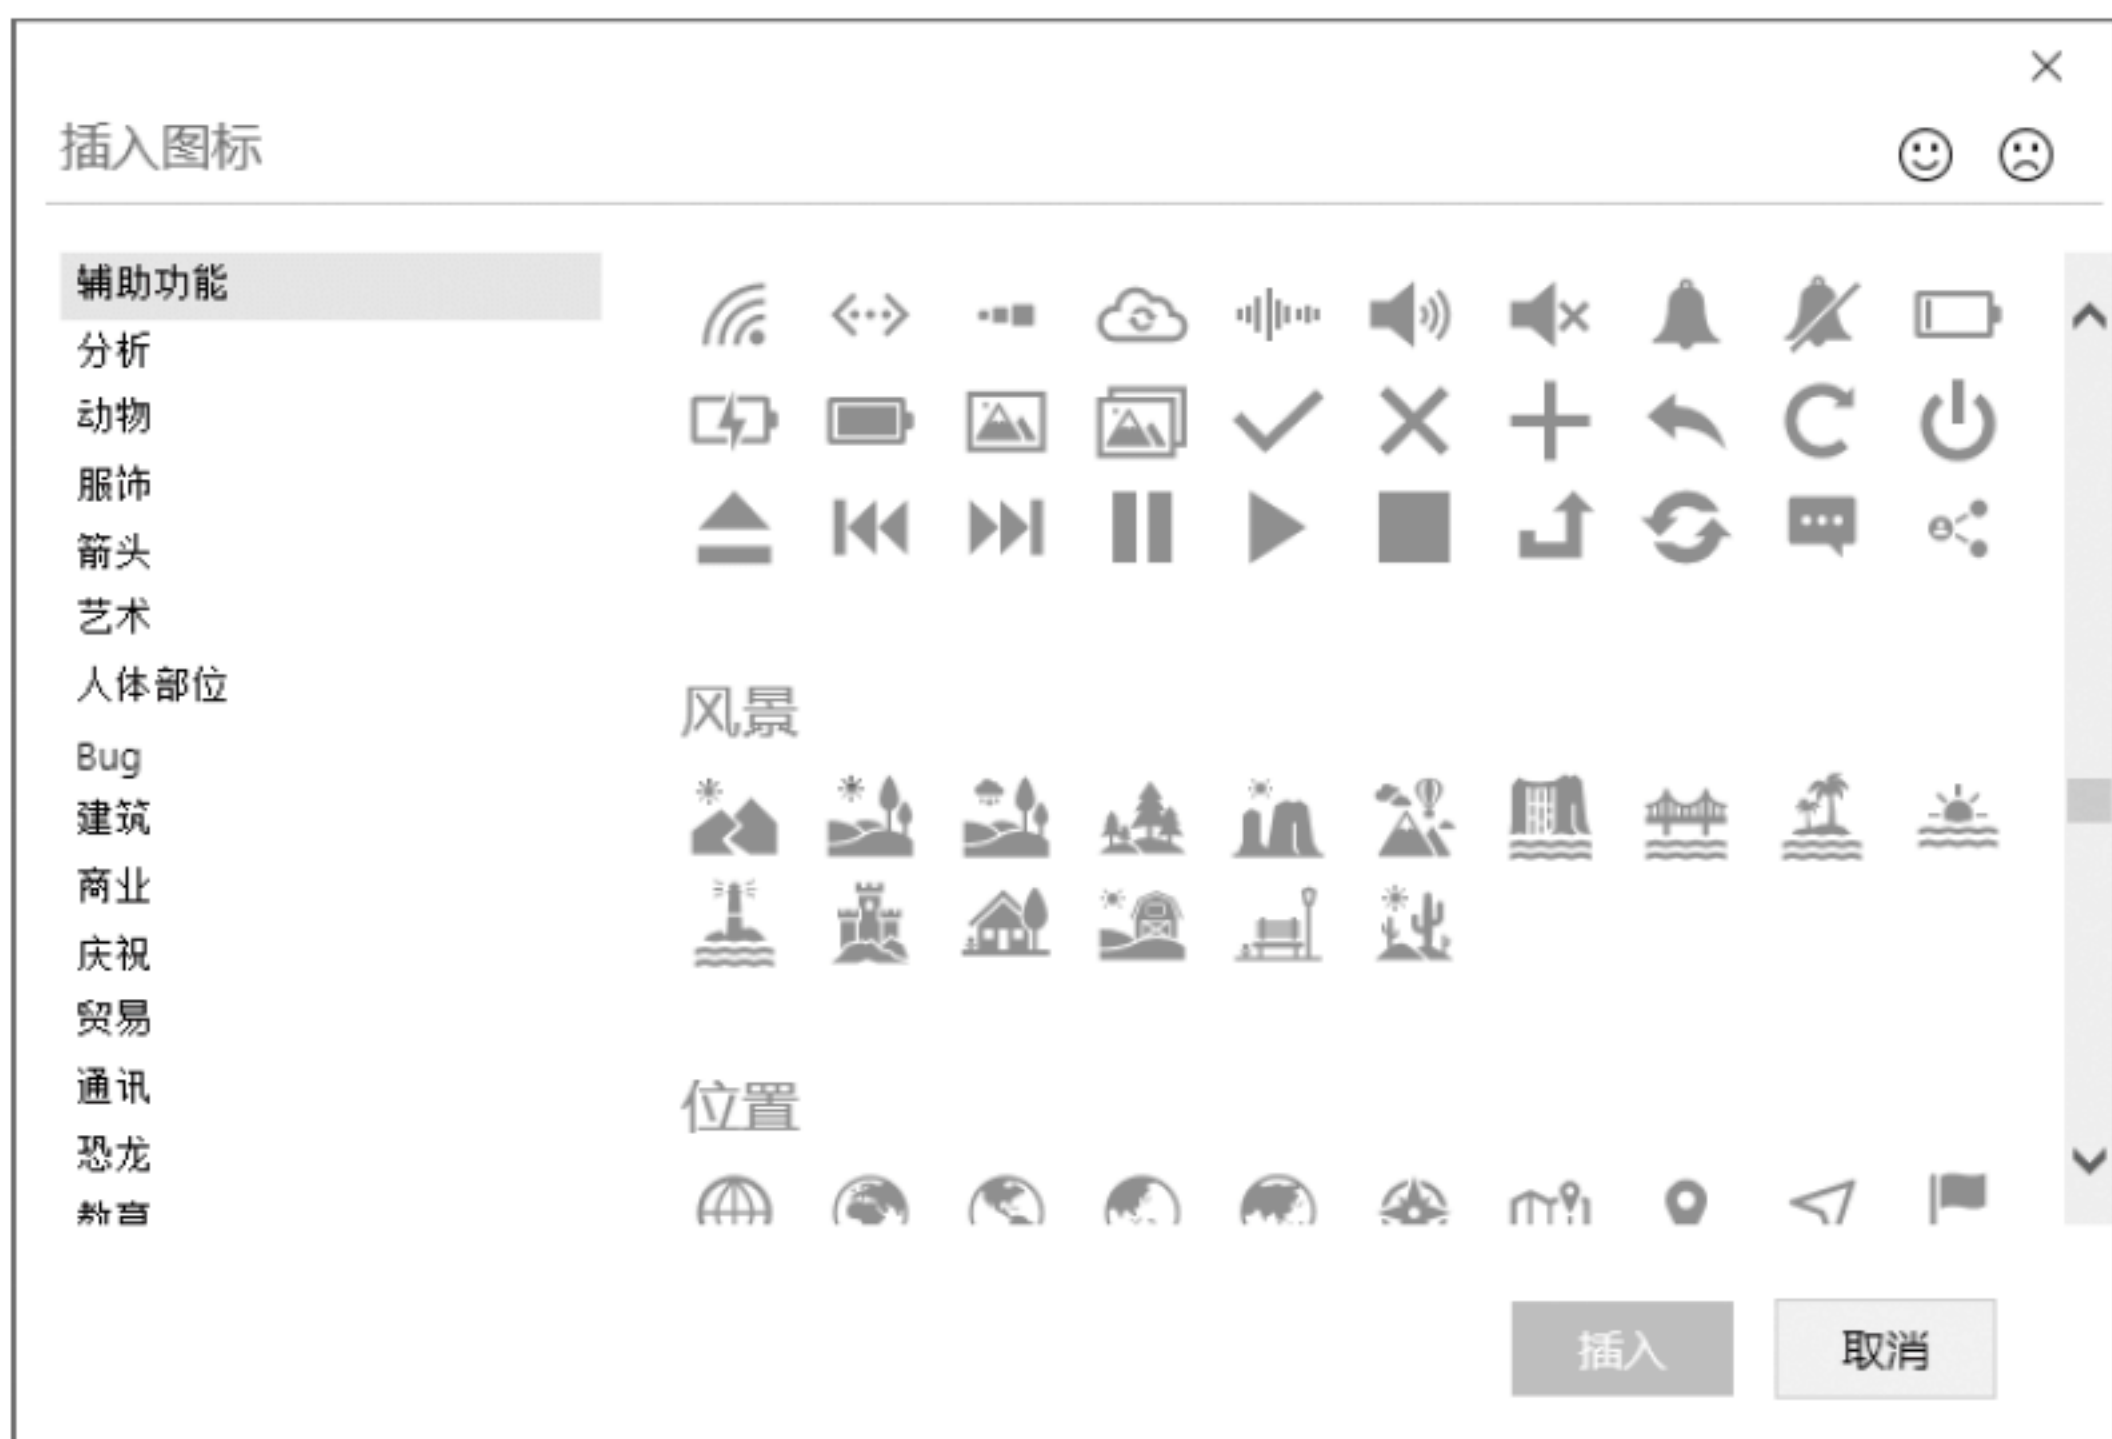 插入图标
辅助功能
分析
动物
服饰
箭头
艺术
人体部位
Bug
建筑
商业
庆祝
贸易
通讯
恐龙
教育
风景
位置
插入
取消